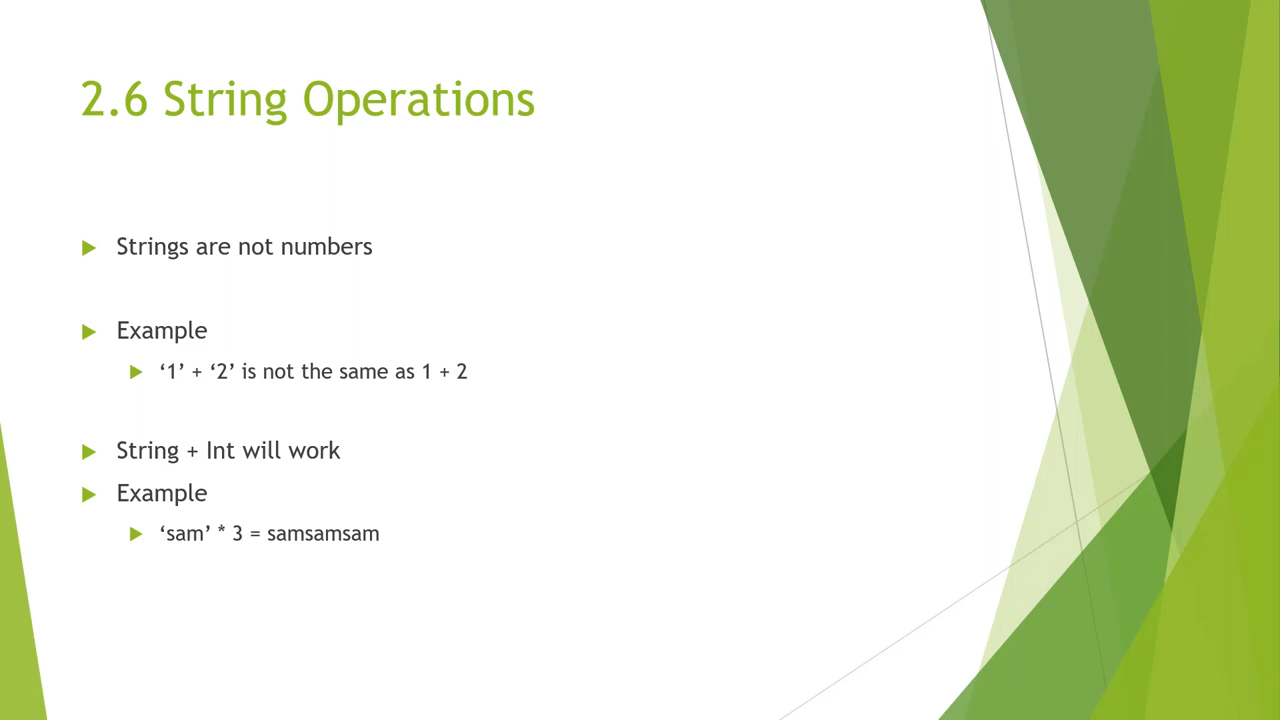 2.6 String Operations
Strings are not numbers
Example
‘1’ + ‘2’ is not the same as 1 + 2
String + Int will work
Example
‘sam’ * 3 = samsamsam